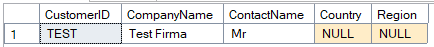 CustomerID CompanyName ContactName Country Region
1 TEST Test Firma Mr NULL NULL